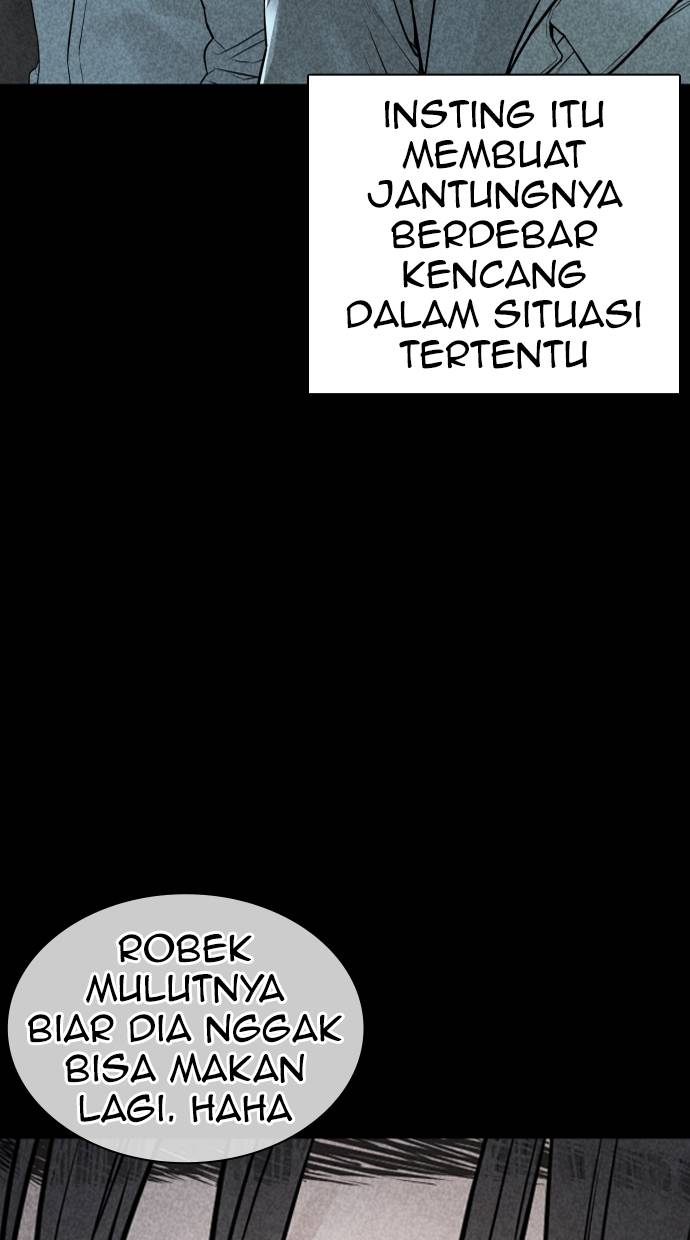 INSTING ITU
MEMBUAT
JANTUNGNYA
BERDEBAR
KENCANG
DALAM SITUASI
TERTENTU
ROBEK
MULUTNYA
BIAR DIA NGGAK
BISA MAKAN
LAGI. HAHA